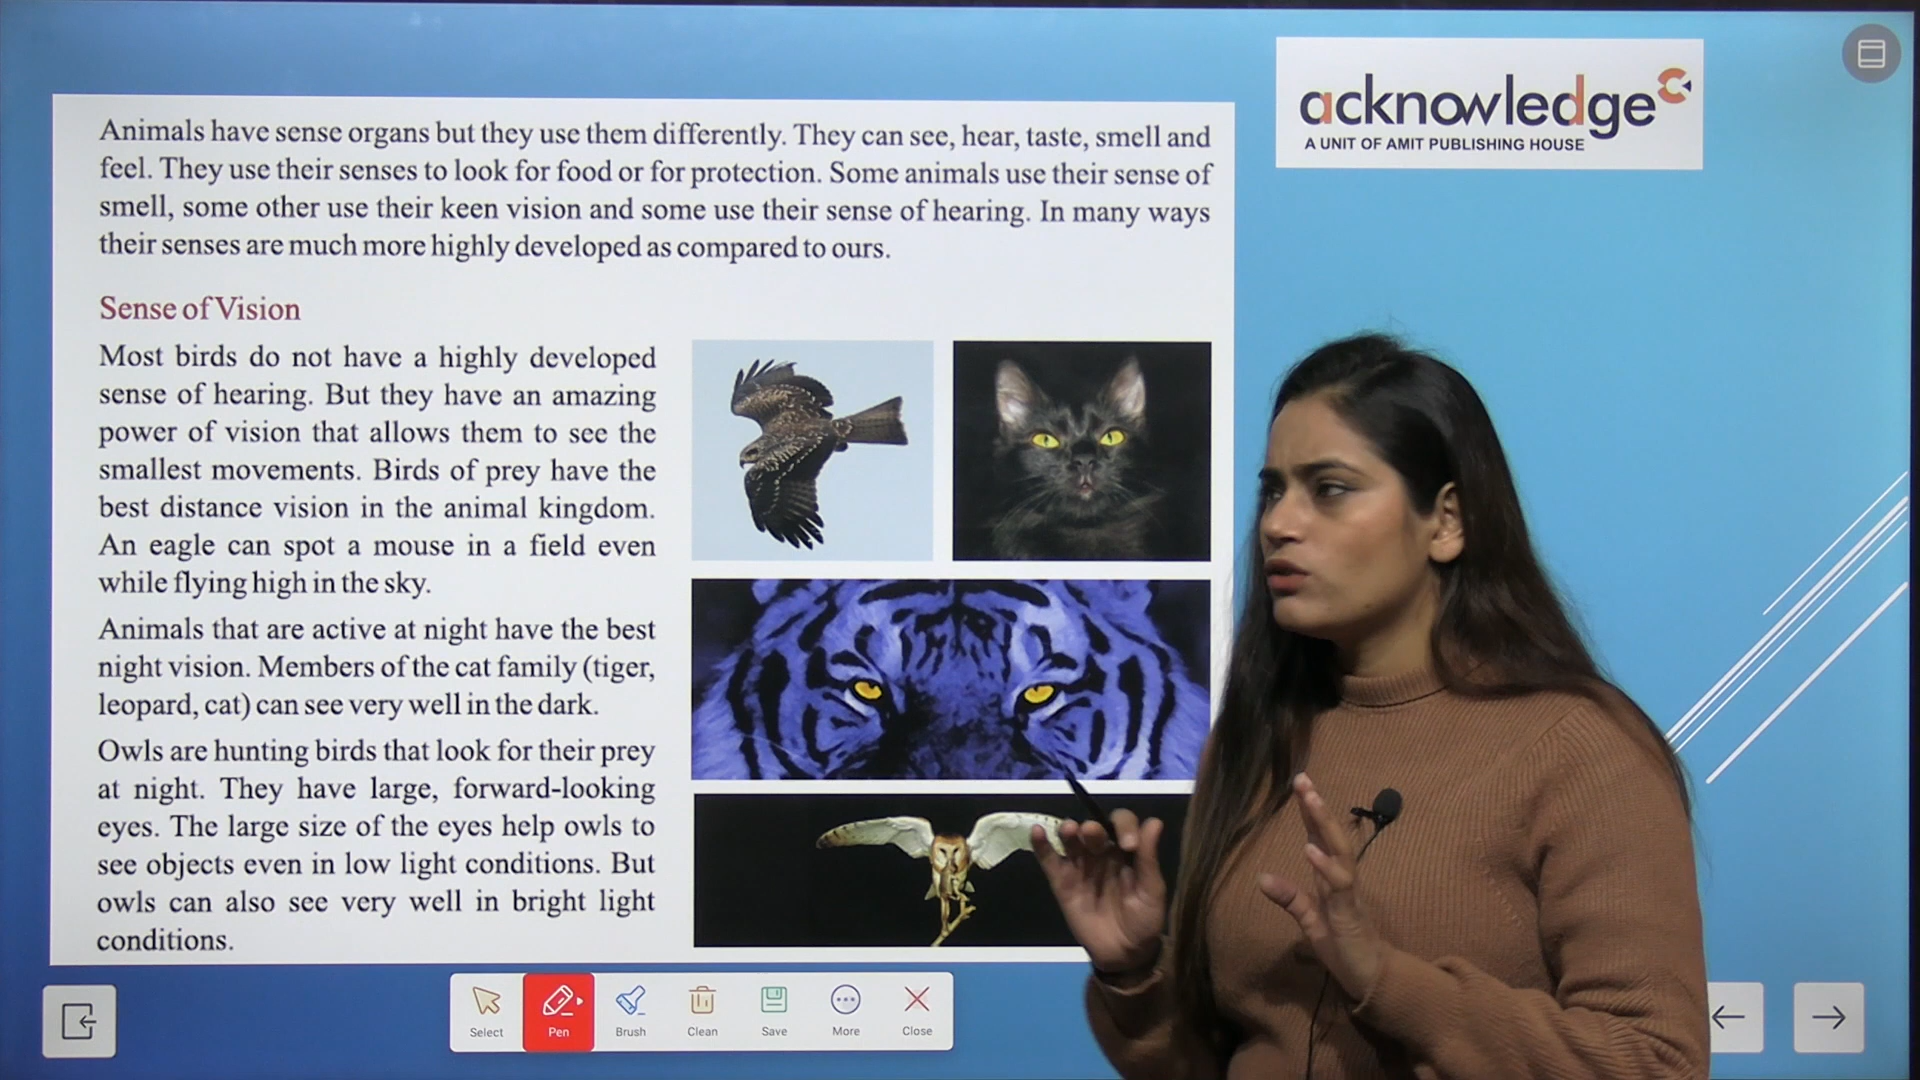 acknowledge
A UNIT OF AMIT PUBLISHING HOUSE
Animals have sense organs but they use them differently. They can see, hear, taste, smell and
feel. They use their senses to look for food or for protection. Some animals use their sense of
smell, some other use their keen vision and some use their sense of hearing. In many ways
their senses are much more highly developed as compared to ours.
Sense of Vision
Most birds do not have a highly developed
sense of hearing. But they have an amazing
power of vision that allows them to see the
smallest movements. Birds of prey have the
best distance vision in the animal kingdom.
An eagle can spot a mouse in a field even
while flying high in the sky.
Animals that are active at night have the best
night vision. Members of the cat family (tiger,
leopard, cat) can see very well in the dark.
Owls are hunting birds that look for their prey
at night. They have large, forward-looking
eyes. The large size of the eyes help owls to
see objects even in low light conditions. But
owls can also see very well in bright light
conditions.
Select Pen Brush Clean Save More Close